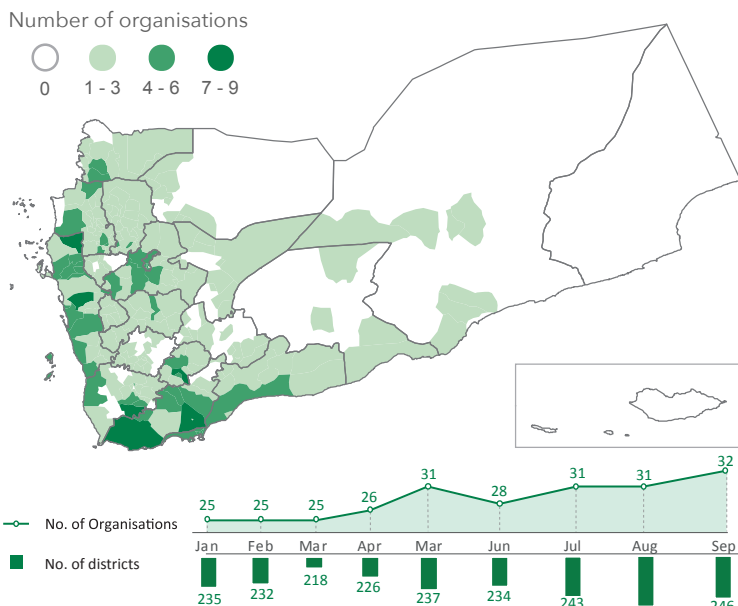 Number of organisations
0 1 - 3 4 - 6 7 - 9
32
31 31 31
28
26
25 25 25
No. of Organisations
Jan Feb Mar Apr Mar Jun Jul Aug Sep
No. of districts
235 232 218 226 237 234 243 246